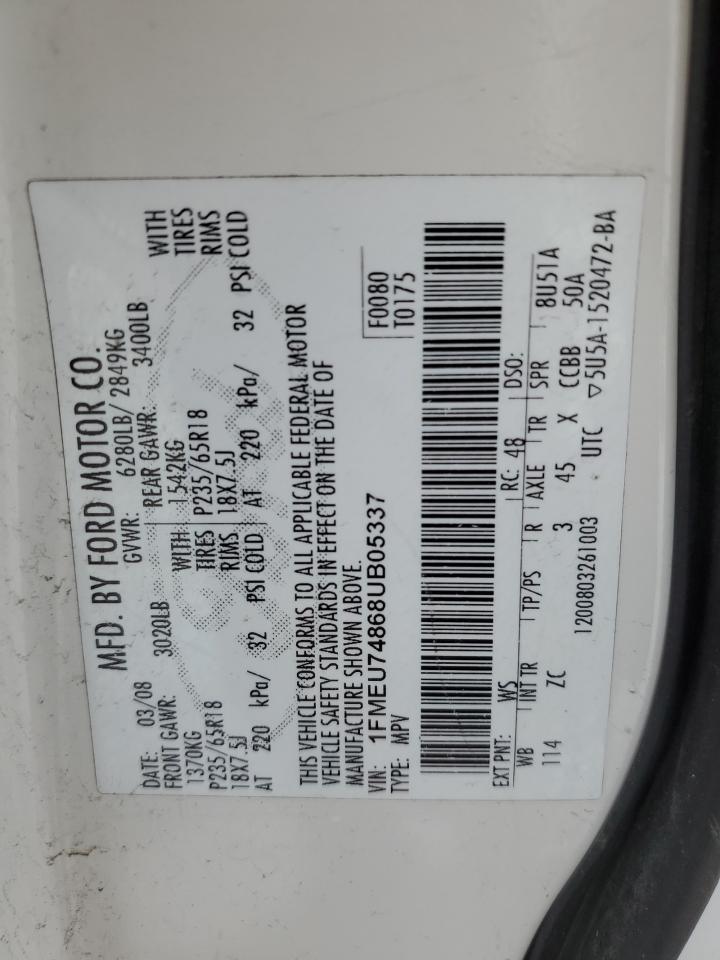 MFD. BY FORD MOTOR CO.
DATE: 03/08 GVWR: 6280LB/ 2849KG
FRONT GAWR: 3020LB REAR GAWR: 3400LB
1370KG WITH 1542KG WITH
P235/65R18 TIRES P235/65R18 TIRES
18X7.5J RIMS 18X7.5J RIMS
AT 220 kPa/ 32 PSI COLD AT 220 kPa/ 32 PSI COLD
THIS VEHICLE CONFORMS TO ALL APPLICABLE FEDERAL MOTOR
VEHICLE SAFETY STANDARDS IN EFFECT ON THE DATE OF
MANUFACTURE SHOWN ABOVE.
VIN: 1FMEU74868UB05337 F0080
TYPE: MPV T0175
EXT PNT: WS RC: 48 DSO:
WB INT TR TP/PS R AXLE TR SPR 8U51A
114 ZC 3 45 X CCBB 50A
1200803261003 UTC ▽5U5A-1520472-BA